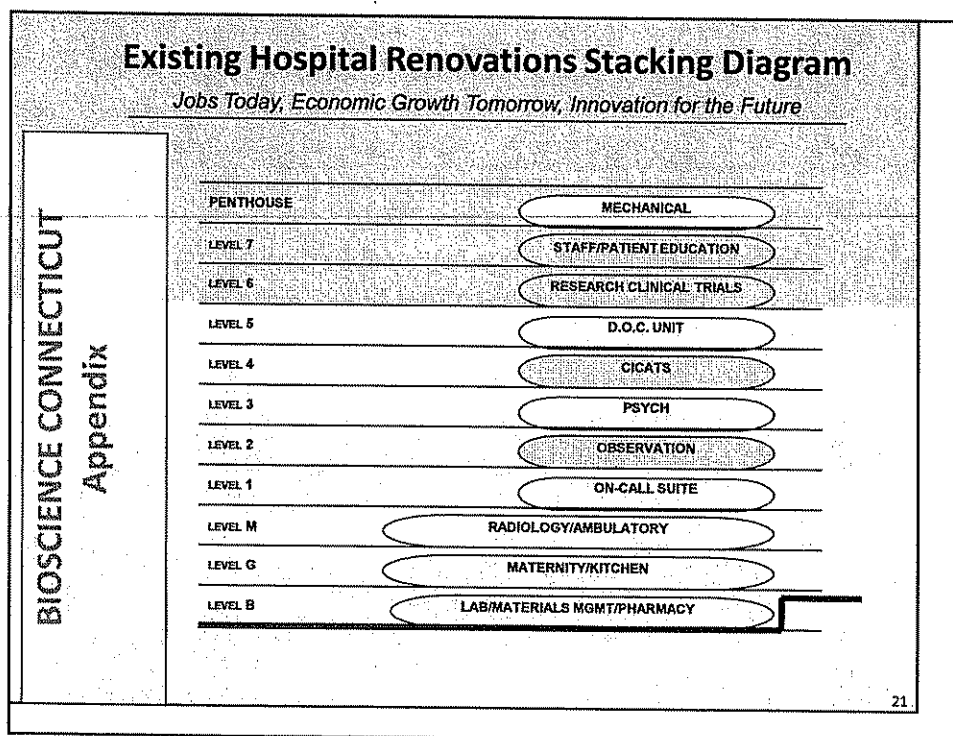 Existing Hospital Renovations Stacking Diagram
Jobs Today, Economic Growth Tomorrow, Innovation for the Future
BIOSCIENCE CONNECTICUT
Appendix
PENTHOUSE MECHANICAL
LEVEL 7 STAFF/PATIENT EDUCATION
LEVEL 6 RESEARCH CLINICAL TRIALS
LEVEL 5 D.O.C. UNIT
LEVEL 4 CICATS
LEVEL 3 PSYCH
LEVEL 2 OBSERVATION
LEVEL 1 ON-CALL SUITE
LEVEL M RADIOLOGY/AMBULATORY
LEVEL G MATERNITY/KITCHEN
LEVEL B LAB/MATERIALS MGMT/PHARMACY
21